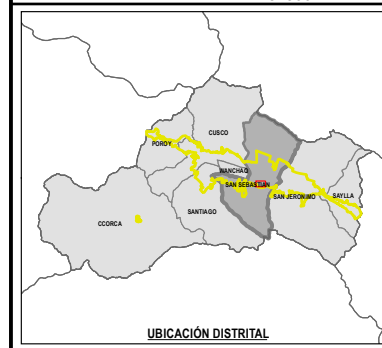 CUSCO
POROY
WANCHAQ
SAN SEBASTIAN
SAYLLA
SAN JERONIMO
SANTIAGO
CCORCA
UBICACIÓN DISTRITAL